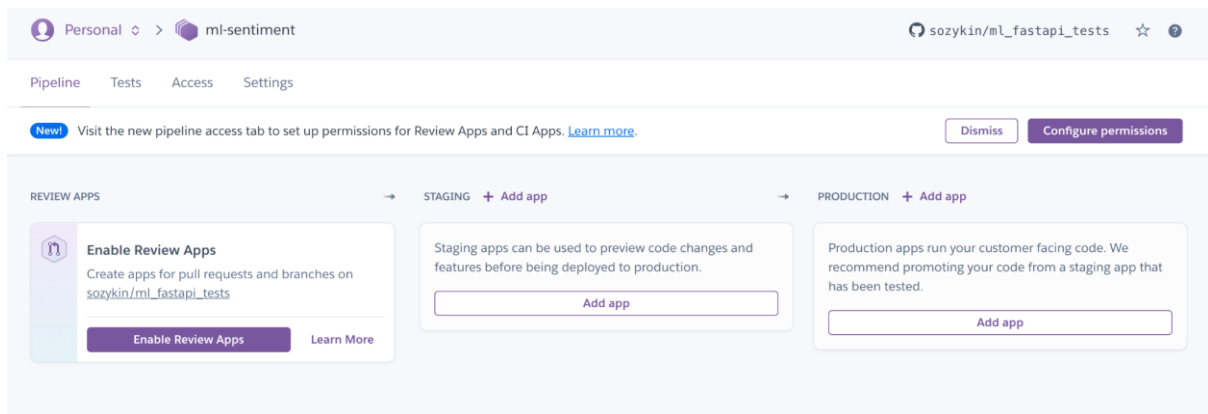 Personal > ml-sentiment
sozykin/ml_fastapi_tests
Pipeline Tests Access Settings
New! Visit the new pipeline access tab to set up permissions for Review Apps and CI Apps. Learn more.
Dismiss
Configure permissions
REVIEW APPS →
Enable Review Apps
Create apps for pull requests and branches on
sozykin/ml_fastapi_tests
Enable Review Apps
Learn More
STAGING + Add app →
Staging apps can be used to preview code changes and
features before being deployed to production.
Add app
PRODUCTION + Add app
Production apps run your customer facing code. We
recommend promoting your code from a staging app that
has been tested.
Add app